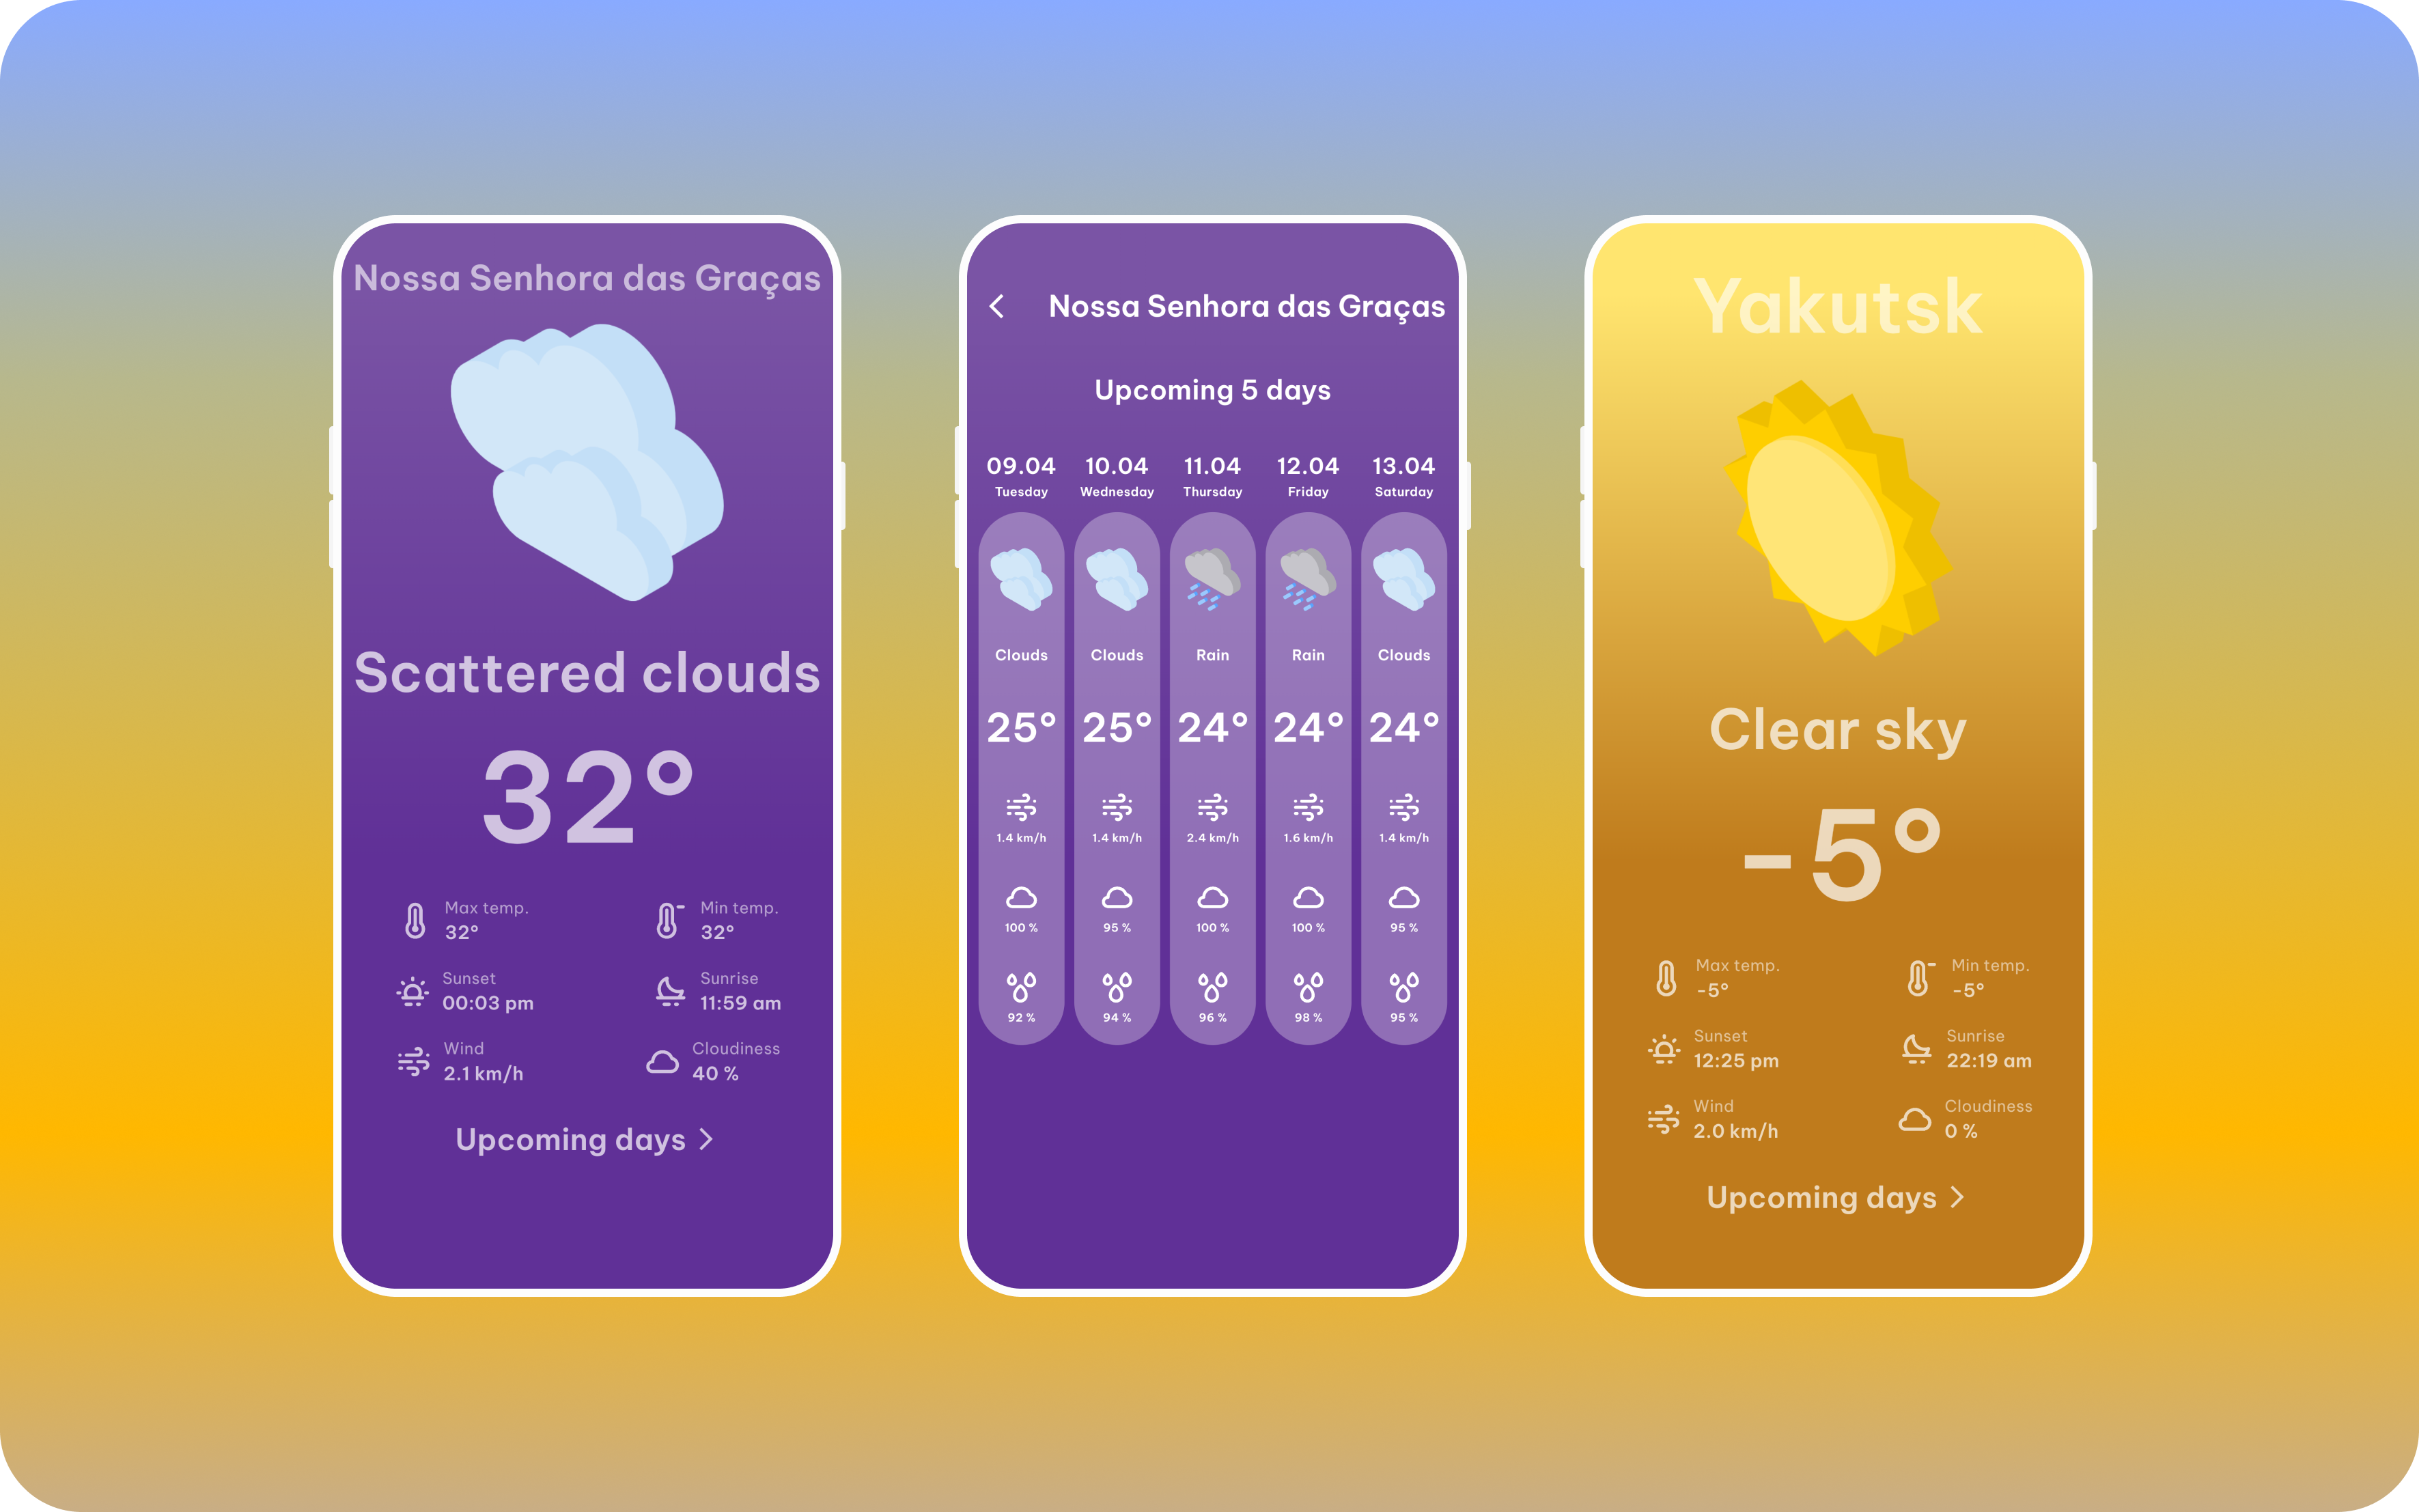 Nossa Senhora das Graças
Scattered clouds
32°
Max temp.
32°
Min temp.
32°
Sunset
00:03 pm
Sunrise
11:59 am
Wind
2.1 km/h
Cloudiness
40 %
Upcoming days
Nossa Senhora das Graças
Upcoming 5 days
09.04 10.04 11.04 12.04 13.04
Tuesday Wednesday Thursday Friday Saturday
Clouds Clouds Rain Rain Clouds
25° 25° 24° 24° 24°
1.4 km/h 1.4 km/h 2.4 km/h 1.6 km/h 1.4 km/h
100 % 95 % 100 % 100 % 95 %
92 % 94 % 96 % 98 % 95 %
Yakutsk
Clear sky
-5°
Max temp.
-5°
Min temp.
-5°
Sunset
12:25 pm
Sunrise
22:19 am
Wind
2.0 km/h
Cloudiness
0 %
Upcoming days